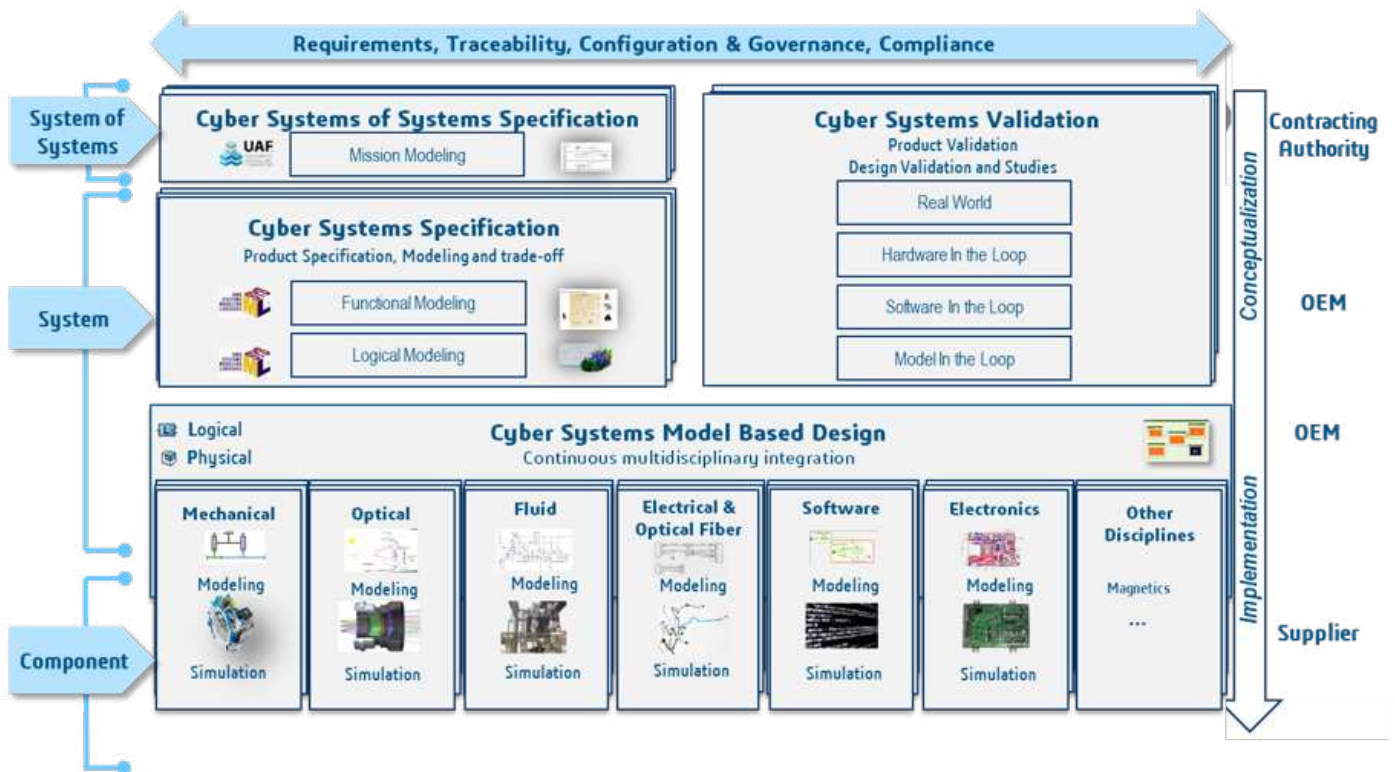 Requirements, Traceability, Configuration & Governance, Compliance
System of
Systems
Cyber Systems of Systems Specification
UAF
Mission Modeling
Cyber Systems Validation
Product Validation
Design Validation and Studies
Real World
Hardware In the Loop
Software In the Loop
Model In the Loop
Contracting
Authority
Conceptualization
System
Cyber Systems Specification
Product Specification, Modeling and trade-off
Functional Modeling
Logical Modeling
OEM
Logical
Physical
Cyber Systems Model Based Design
Continuous multidisciplinary integration
OEM
Implementation
Component
Mechanical
Modeling
Simulation
Optical
Modeling
Simulation
Fluid
Modeling
Simulation
Electrical &
Optical Fiber
Modeling
Simulation
Software
Modeling
Simulation
Electronics
Modeling
Simulation
Other
Disciplines
Magnetics
...
Supplier